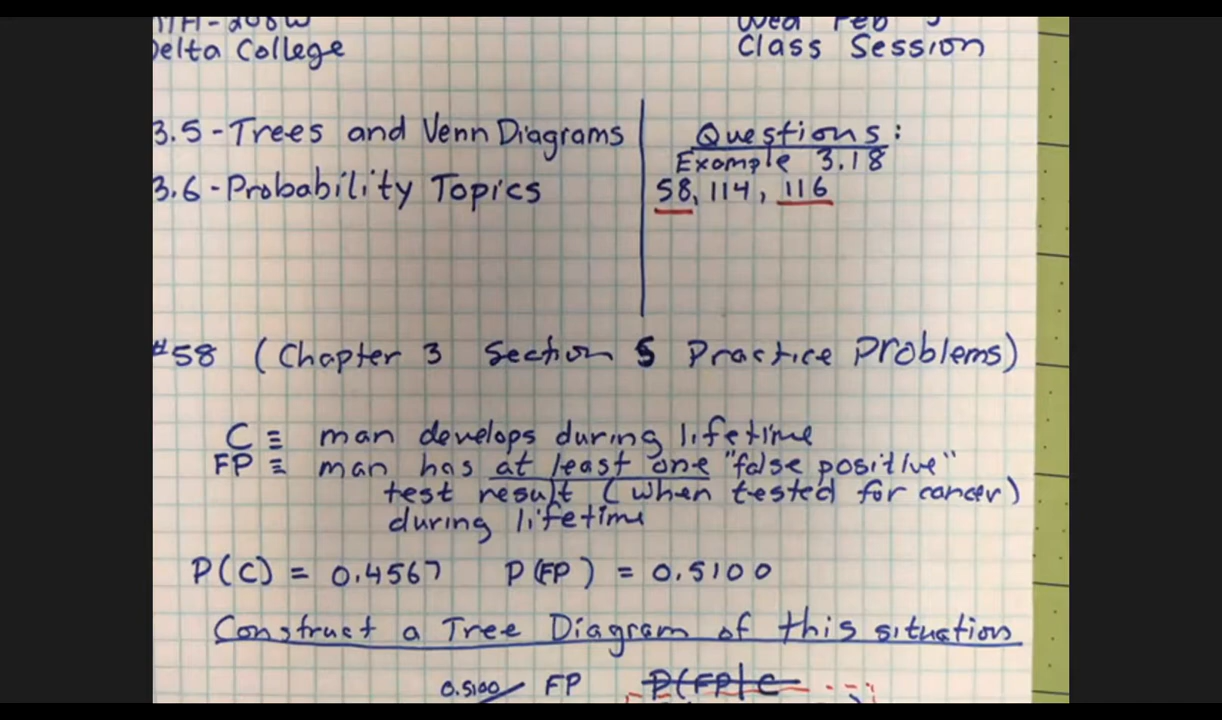 Delta College
Wed Feb
Class Session
3.5-Trees and Venn Diagrams
3.6-Probability Topics
Questions:
Example 3.18
58, 114, 116
#58 (Chapter 3 Section 5 Practice Problems)
C ≡ man develops during lifetime
FP ≡ man has at least one "false positive"
test result (when tested for cancer)
during lifetime
P(C) = 0.4567 P(FP) = 0.5100
Construct a Tree Diagram of this situation
0.5100 FP P(FP|C